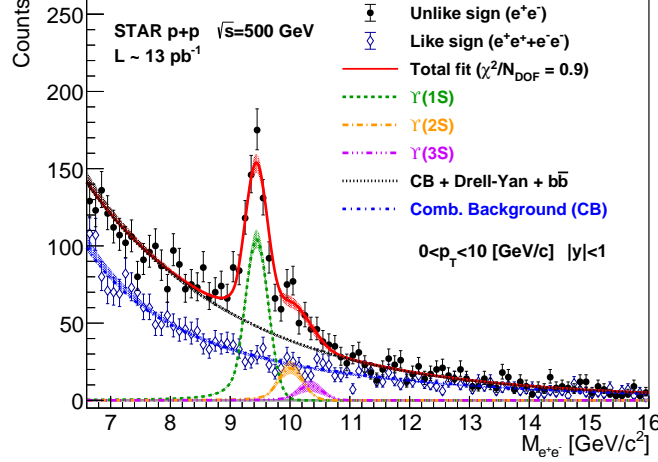 Counts
STAR p+p √s=500 GeV
L ~ 13 pb⁻¹
Unlike sign (e⁺e⁻)
Like sign (e⁺e⁺+e⁻e⁻)
Total fit (χ²/N_DOF = 0.9)
ϒ(1S)
ϒ(2S)
ϒ(3S)
CB + Drell-Yan + bb̅
Comb. Background (CB)
0<p_T<10 [GeV/c] |y|<1
250
200
150
100
50
0
7 8 9 10 11 12 13 14 15 16
M_e⁺e⁻ [GeV/c²]